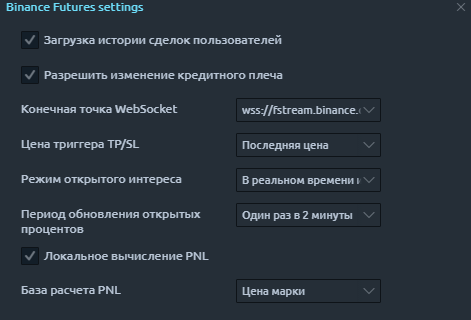 Binance Futures settings
Загрузка истории сделок пользователей
Разрешить изменение кредитного плеча
Конечная точка WebSocket
wss://fstream.binance.
Цена триггера TP/SL
Последняя цена
Режим открытого интереса
В реальном времени
Период обновления открытых
процентов
Один раз в 2 минуты
Локальное вычисление PNL
База расчета PNL
Цена марки